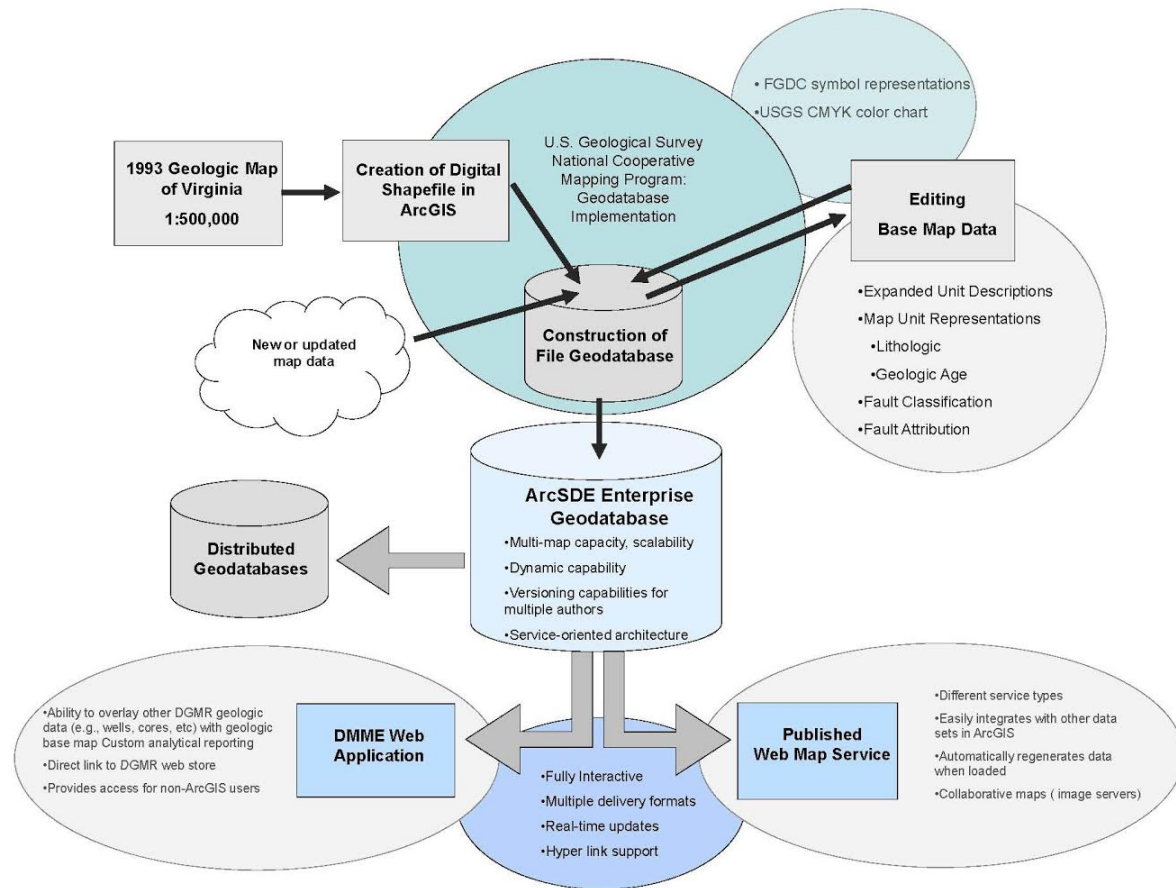 • FGDC symbol representations
•USGS CMYK color chart
U.S. Geological Survey
National Cooperative
Mapping Program:
Geodatabase
Implementation
1993 Geologic Map
of Virginia
1:500,000
Creation of Digital
Shapefile in
ArcGIS
Editing
Base Map Data
•Expanded Unit Descriptions
•Map Unit Representations
•Lithologic
•Geologic Age
•Fault Classification
•Fault Attribution
New or updated
map data
Construction of
File Geodatabase
ArcSDE Enterprise
Geodatabase
•Multi-map capacity, scalability
•Dynamic capability
•Versioning capabilities for
multiple authors
•Service-oriented architecture
Distributed
Geodatabases
•Ability to overlay other DGMR geologic
data (e.g., wells, cores, etc) with geologic
base map Custom analytical reporting
•Direct link to DGMR web store
•Provides access for non-ArcGIS users
DMME Web
Application
•Fully Interactive
•Multiple delivery formats
•Real-time updates
•Hyper link support
Published
Web Map Service
•Different service types
•Easily integrates with other data
sets in ArcGIS
•Automatically regenerates data
when loaded
•Collaborative maps ( image servers)